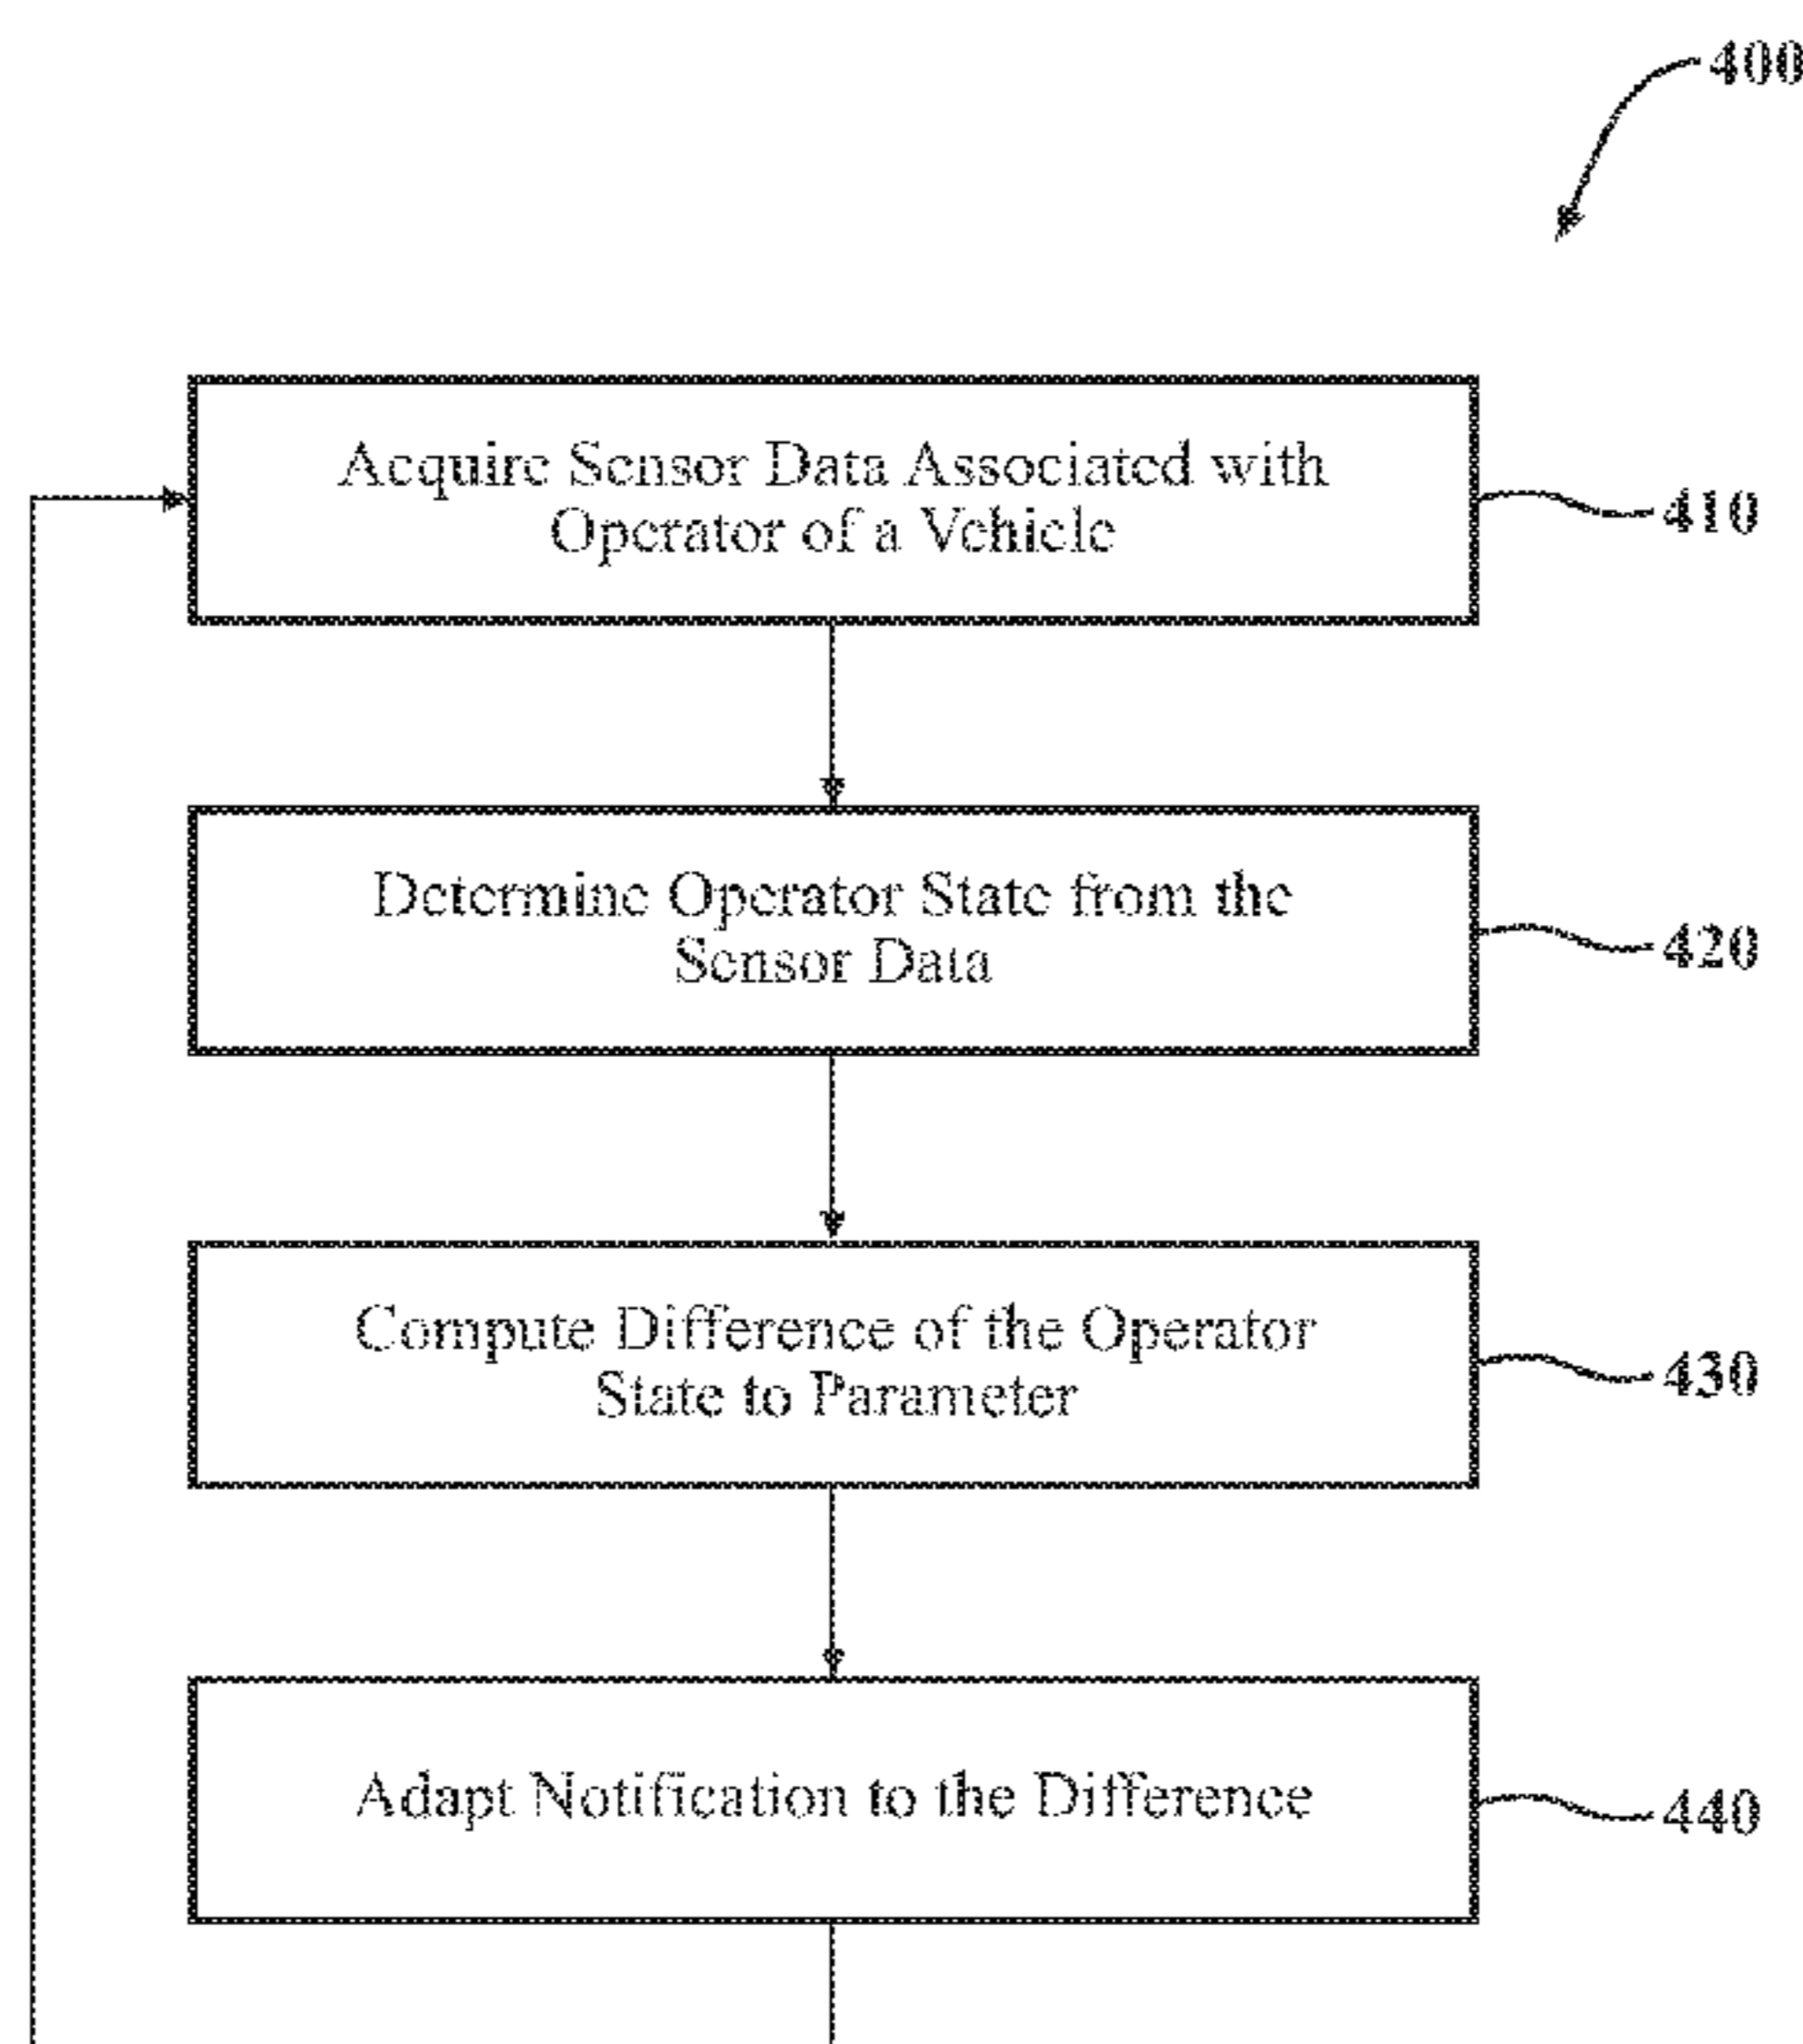 400
Acquire Sensor Data Associated with
Operator of a Vehicle
410
Determine Operator State from the
Sensor Data
420
Compute Difference of the Operator
State to Parameter
430
Adapt Notification to the Difference
440